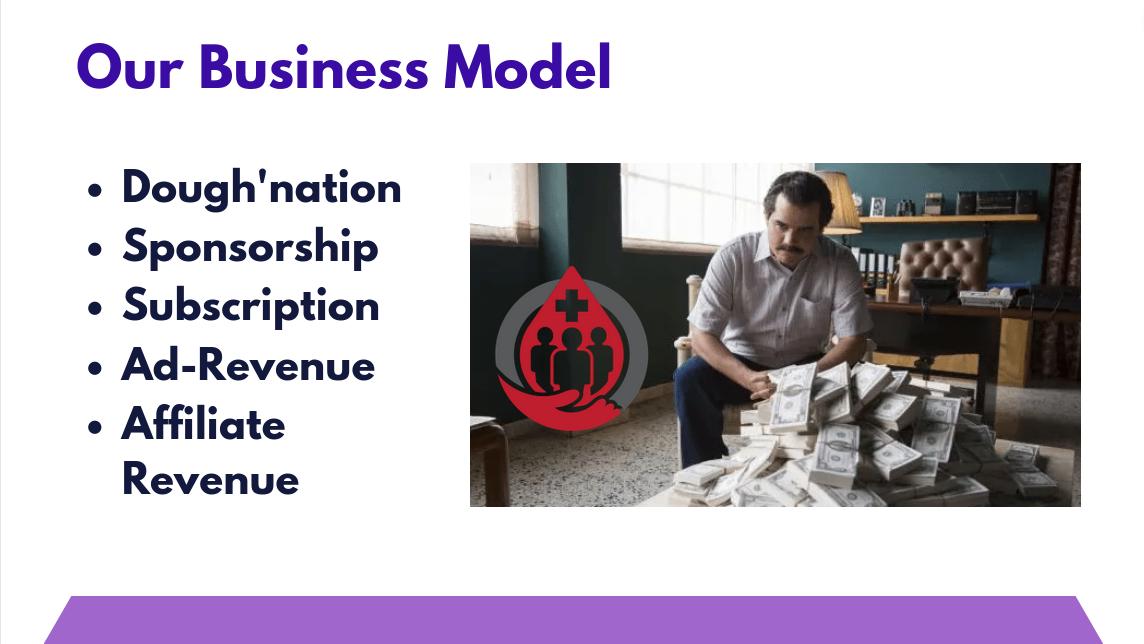 Our Business Model
Dough'nation
Sponsorship
Subscription
Ad-Revenue
Affiliate
Revenue